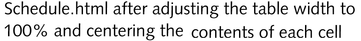 Schedule.html after adjusting the table width to
100% and centering the contents of each cell